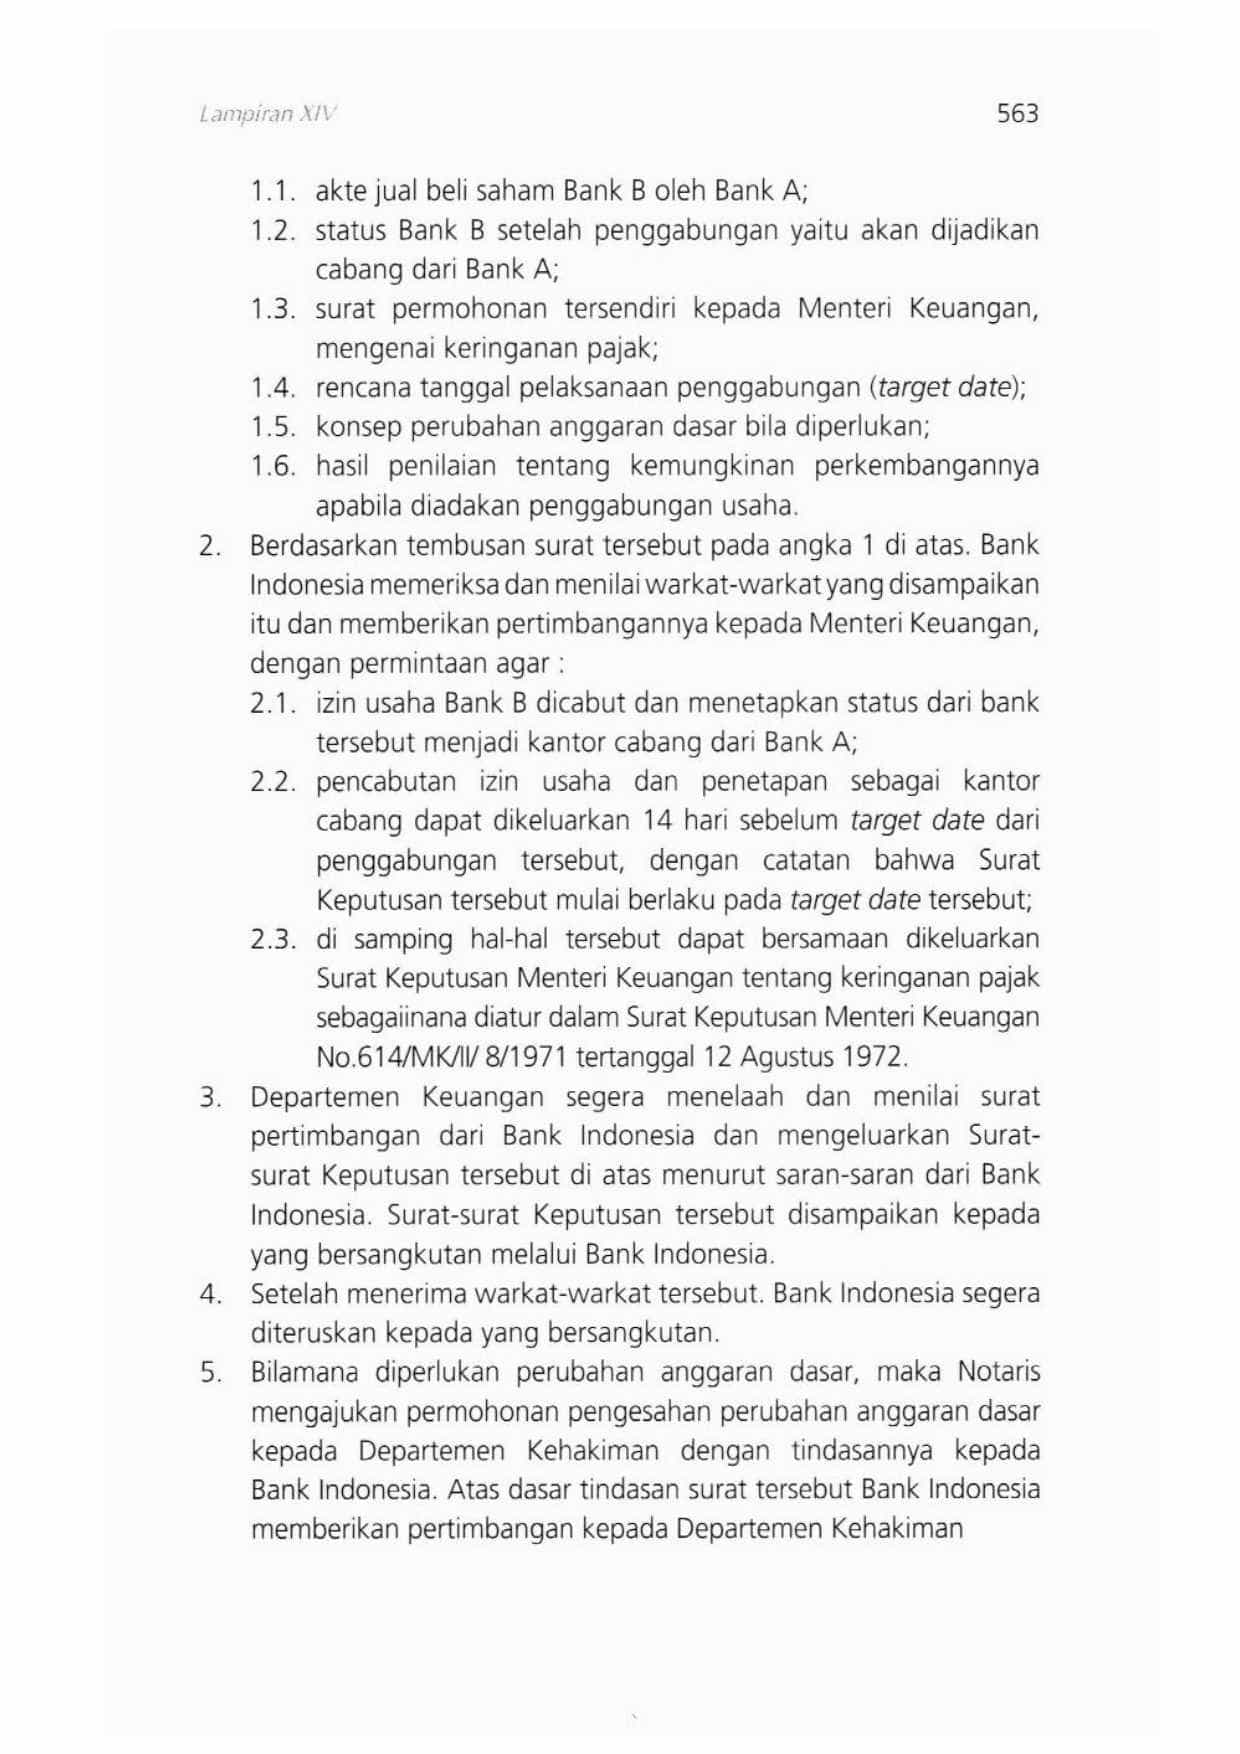 Lampiran XIV 563
1.1. akte jual beli saham Bank B oleh Bank A;
1.2. status Bank B setelah penggabungan yaitu akan dijadikan
cabang dari Bank A;
1.3. surat permohonan tersendiri kepada Menteri Keuangan,
mengenai keringanan pajak;
1.4. rencana tanggal pelaksanaan penggabungan (target date);
1.5. konsep perubahan anggaran dasar bila diperlukan;
1.6. hasil penilaian tentang kemungkinan perkembangannya
apabila diadakan penggabungan usaha.
2. Berdasarkan tembusan surat tersebut pada angka 1 di atas. Bank
Indonesia memeriksa dan menilai warkat-warkat yang disampaikan
itu dan memberikan pertimbangannya kepada Menteri Keuangan,
dengan permintaan agar :
2.1. izin usaha Bank B dicabut dan menetapkan status dari bank
tersebut menjadi kantor cabang dari Bank A;
2.2. pencabutan izin usaha dan penetapan sebagai kantor
cabang dapat dikeluarkan 14 hari sebelum target date dari
penggabungan tersebut, dengan catatan bahwa Surat
Keputusan tersebut mulai berlaku pada target date tersebut;
2.3. di samping hal-hal tersebut dapat bersamaan dikeluarkan
Surat Keputusan Menteri Keuangan tentang keringanan pajak
sebagaiinana diatur dalam Surat Keputusan Menteri Keuangan
No.614/MK/II/ 8/1971 tertanggal 12 Agustus 1972.
3. Departemen Keuangan segera menelaah dan menilai surat
pertimbangan dari Bank Indonesia dan mengeluarkan Surat-
surat Keputusan tersebut di atas menurut saran-saran dari Bank
Indonesia. Surat-surat Keputusan tersebut disampaikan kepada
yang bersangkutan melalui Bank Indonesia.
4. Setelah menerima warkat-warkat tersebut. Bank Indonesia segera
diteruskan kepada yang bersangkutan.
5. Bilamana diperlukan perubahan anggaran dasar, maka Notaris
mengajukan permohonan pengesahan perubahan anggaran dasar
kepada Departemen Kehakiman dengan tindasannya kepada
Bank Indonesia. Atas dasar tindasan surat tersebut Bank Indonesia
memberikan pertimbangan kepada Departemen Kehakiman